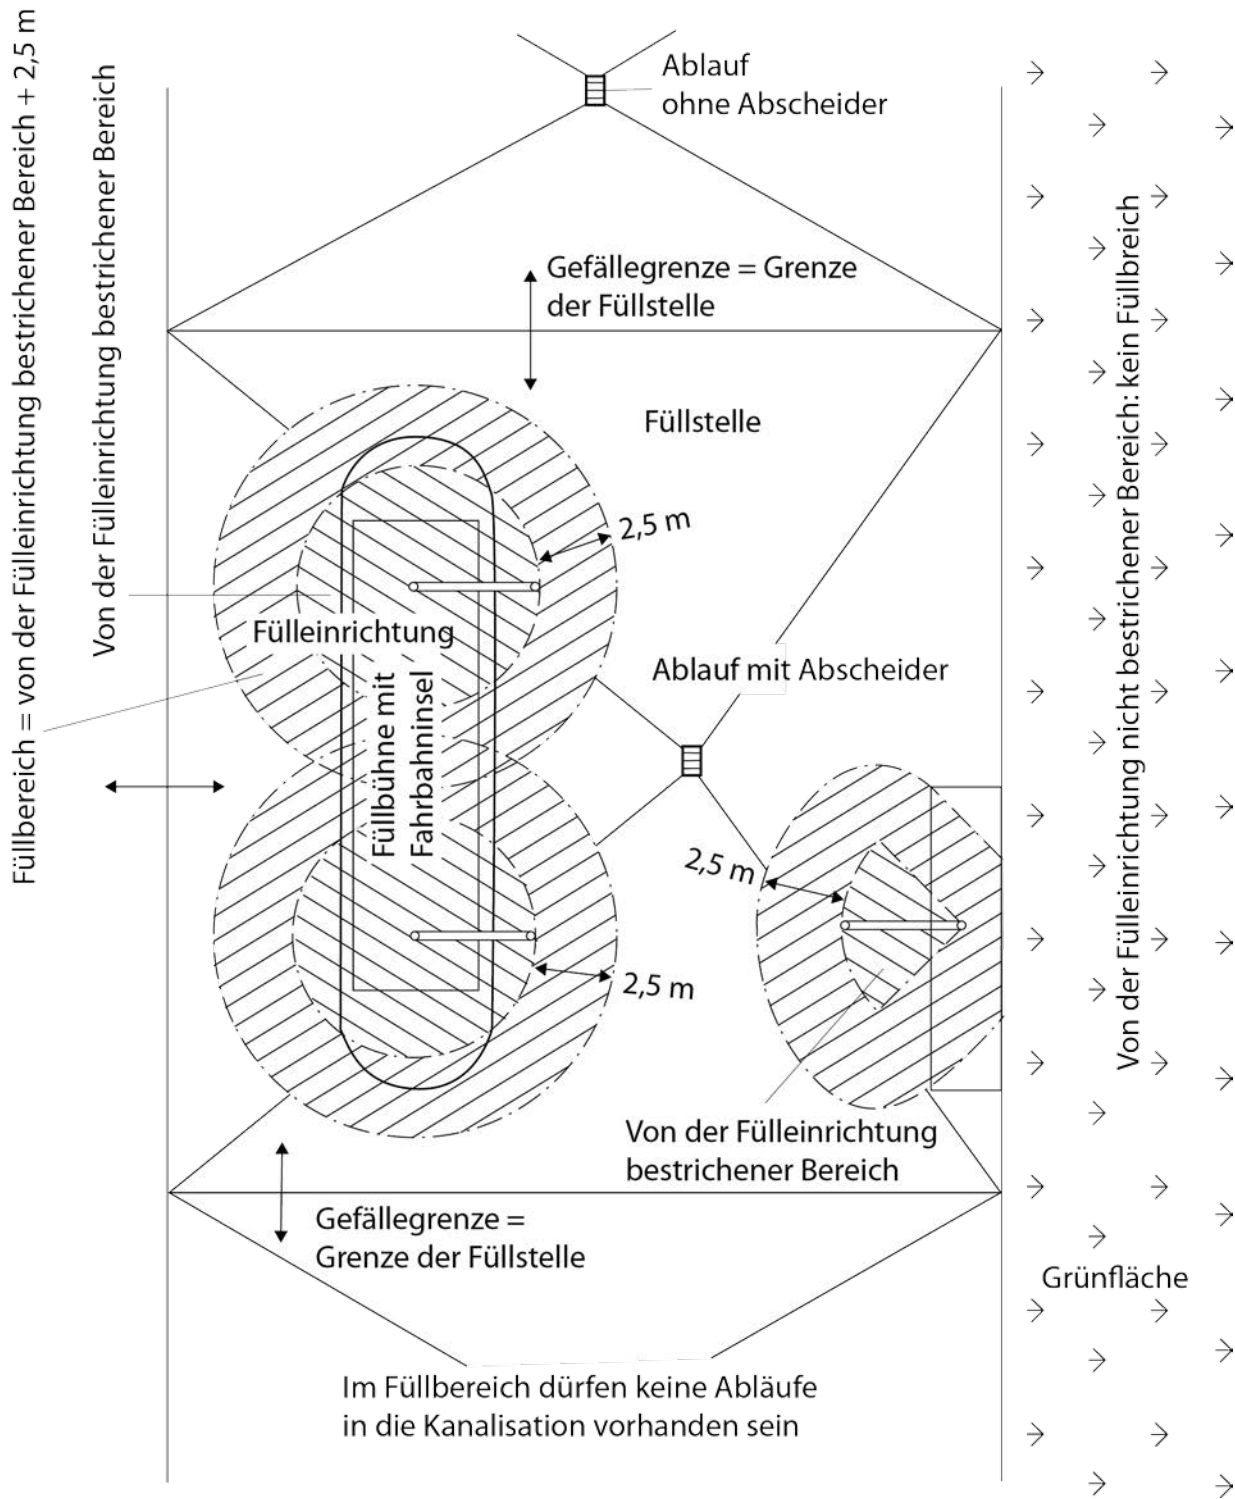 Füllbereich = von der Fülleinrichtung bestrichener Bereich + 2,5 m
Von der Fülleinrichtung bestrichener Bereich
Ablauf
ohne Abscheider
Gefällegrenze = Grenze
der Füllstelle
Füllstelle
2,5 m
Fülleinrichtung
Füllbühne mit
Fahrbahninsel
Ablauf mit Abscheider
2,5 m
2,5 m
Von der Fülleinrichtung
bestrichener Bereich
Gefällegrenze =
Grenze der Füllstelle
Im Füllbereich dürfen keine Abläufe
in die Kanalisation vorhanden sein
Von der Fülleinrichtung nicht bestrichener Bereich: kein Füllbreich
Grünfläche